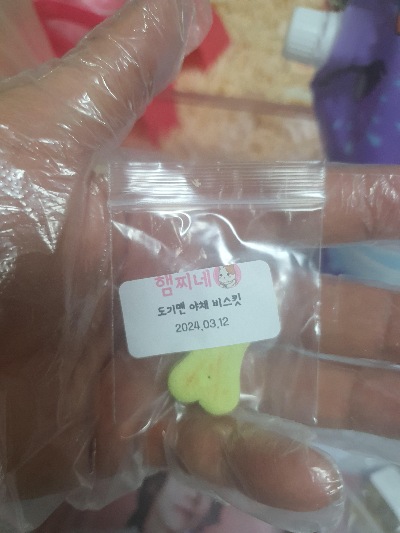 햄찌네
도기맨 야채 비스킷
2024.03.12